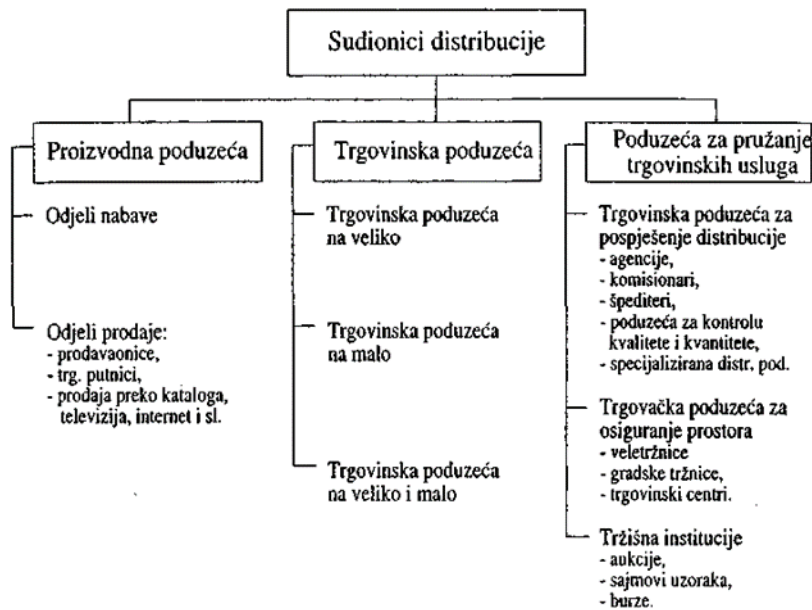 Sudionici distribucije
Proizvodna poduzeća
Odjeli nabave
Odjeli prodaje:
- prodavaonice,
- trg. putnici,
- prodaja preko kataloga,
televizija, internet i sl.
Trgovinska poduzeća
Trgovinska poduzeća
na veliko
Trgovinska poduzeća
na malo
Trgovinska poduzeća
na veliko i malo
Poduzeća za pružanje
trgovinskih usluga
Trgovinska poduzeća za
pospješenje distribucije
- agencije,
- komisionari,
- špediteri,
- poduzeća za kontrolu
kvalitete i kvantitete,
- specijalizirana distr. pod.
Trgovačka poduzeća za
osiguranje prostora
- veletržnice
- gradske tržnice,
- trgovinski centri.
Tržišna institucije
- aukcije,
- sajmovi uzoraka,
- burze.